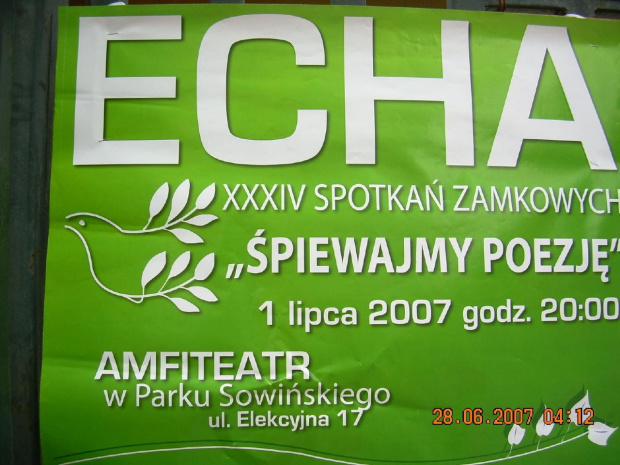 ECHA
XXXIV SPOTKAŃ ZAMKOWYCH
„ŚPIEWAJMY POEZJĘ"
1 lipca 2007 godz. 20:00
AMFITEATR
w Parku Sowińskiego
ul. Elekcyjna 17
28.06.2007 04:12